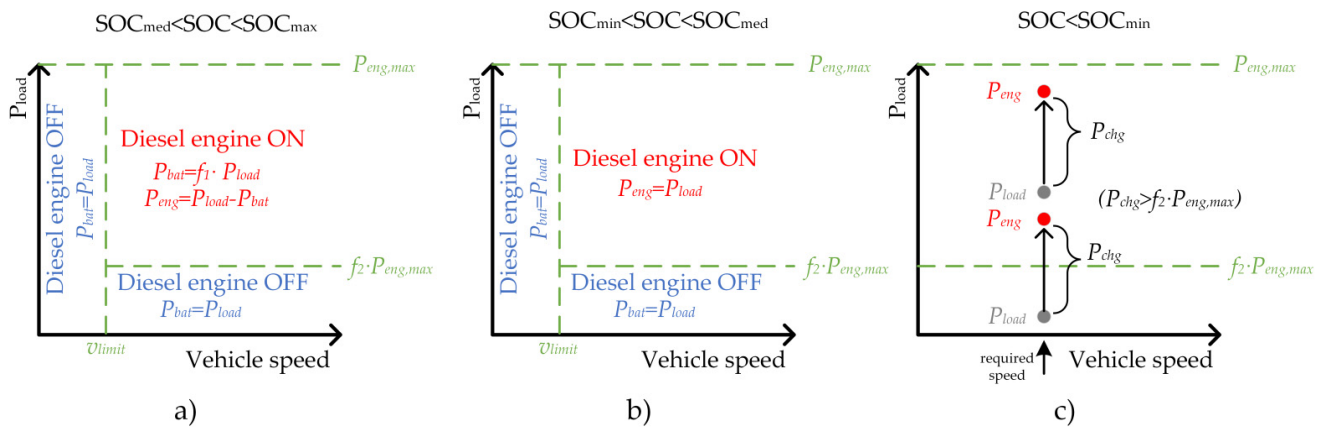 SOCmed<SOC<SOCmax
Peng,max
Pload
Diesel engine OFF
Pbat=Pload
Diesel engine ON
Pbat=f1· Pload
Peng=Pload-Pbat
f2·Peng,max
Diesel engine OFF
Pbat=Pload
vlimit
Vehicle speed
a)
SOCmin<SOC<SOCmed
Peng,max
Pload
Diesel engine OFF
Pbat=Pload
Diesel engine ON
Peng=Pload
f2·Peng,max
Diesel engine OFF
Pbat=Pload
vlimit
Vehicle speed
b)
SOC<SOCmin
Peng,max
Pload
Peng
Pchg
Pload
(Pchg>f2·Peng,max)
Peng
Pchg
f2·Peng,max
Pload
required
speed
Vehicle speed
c)